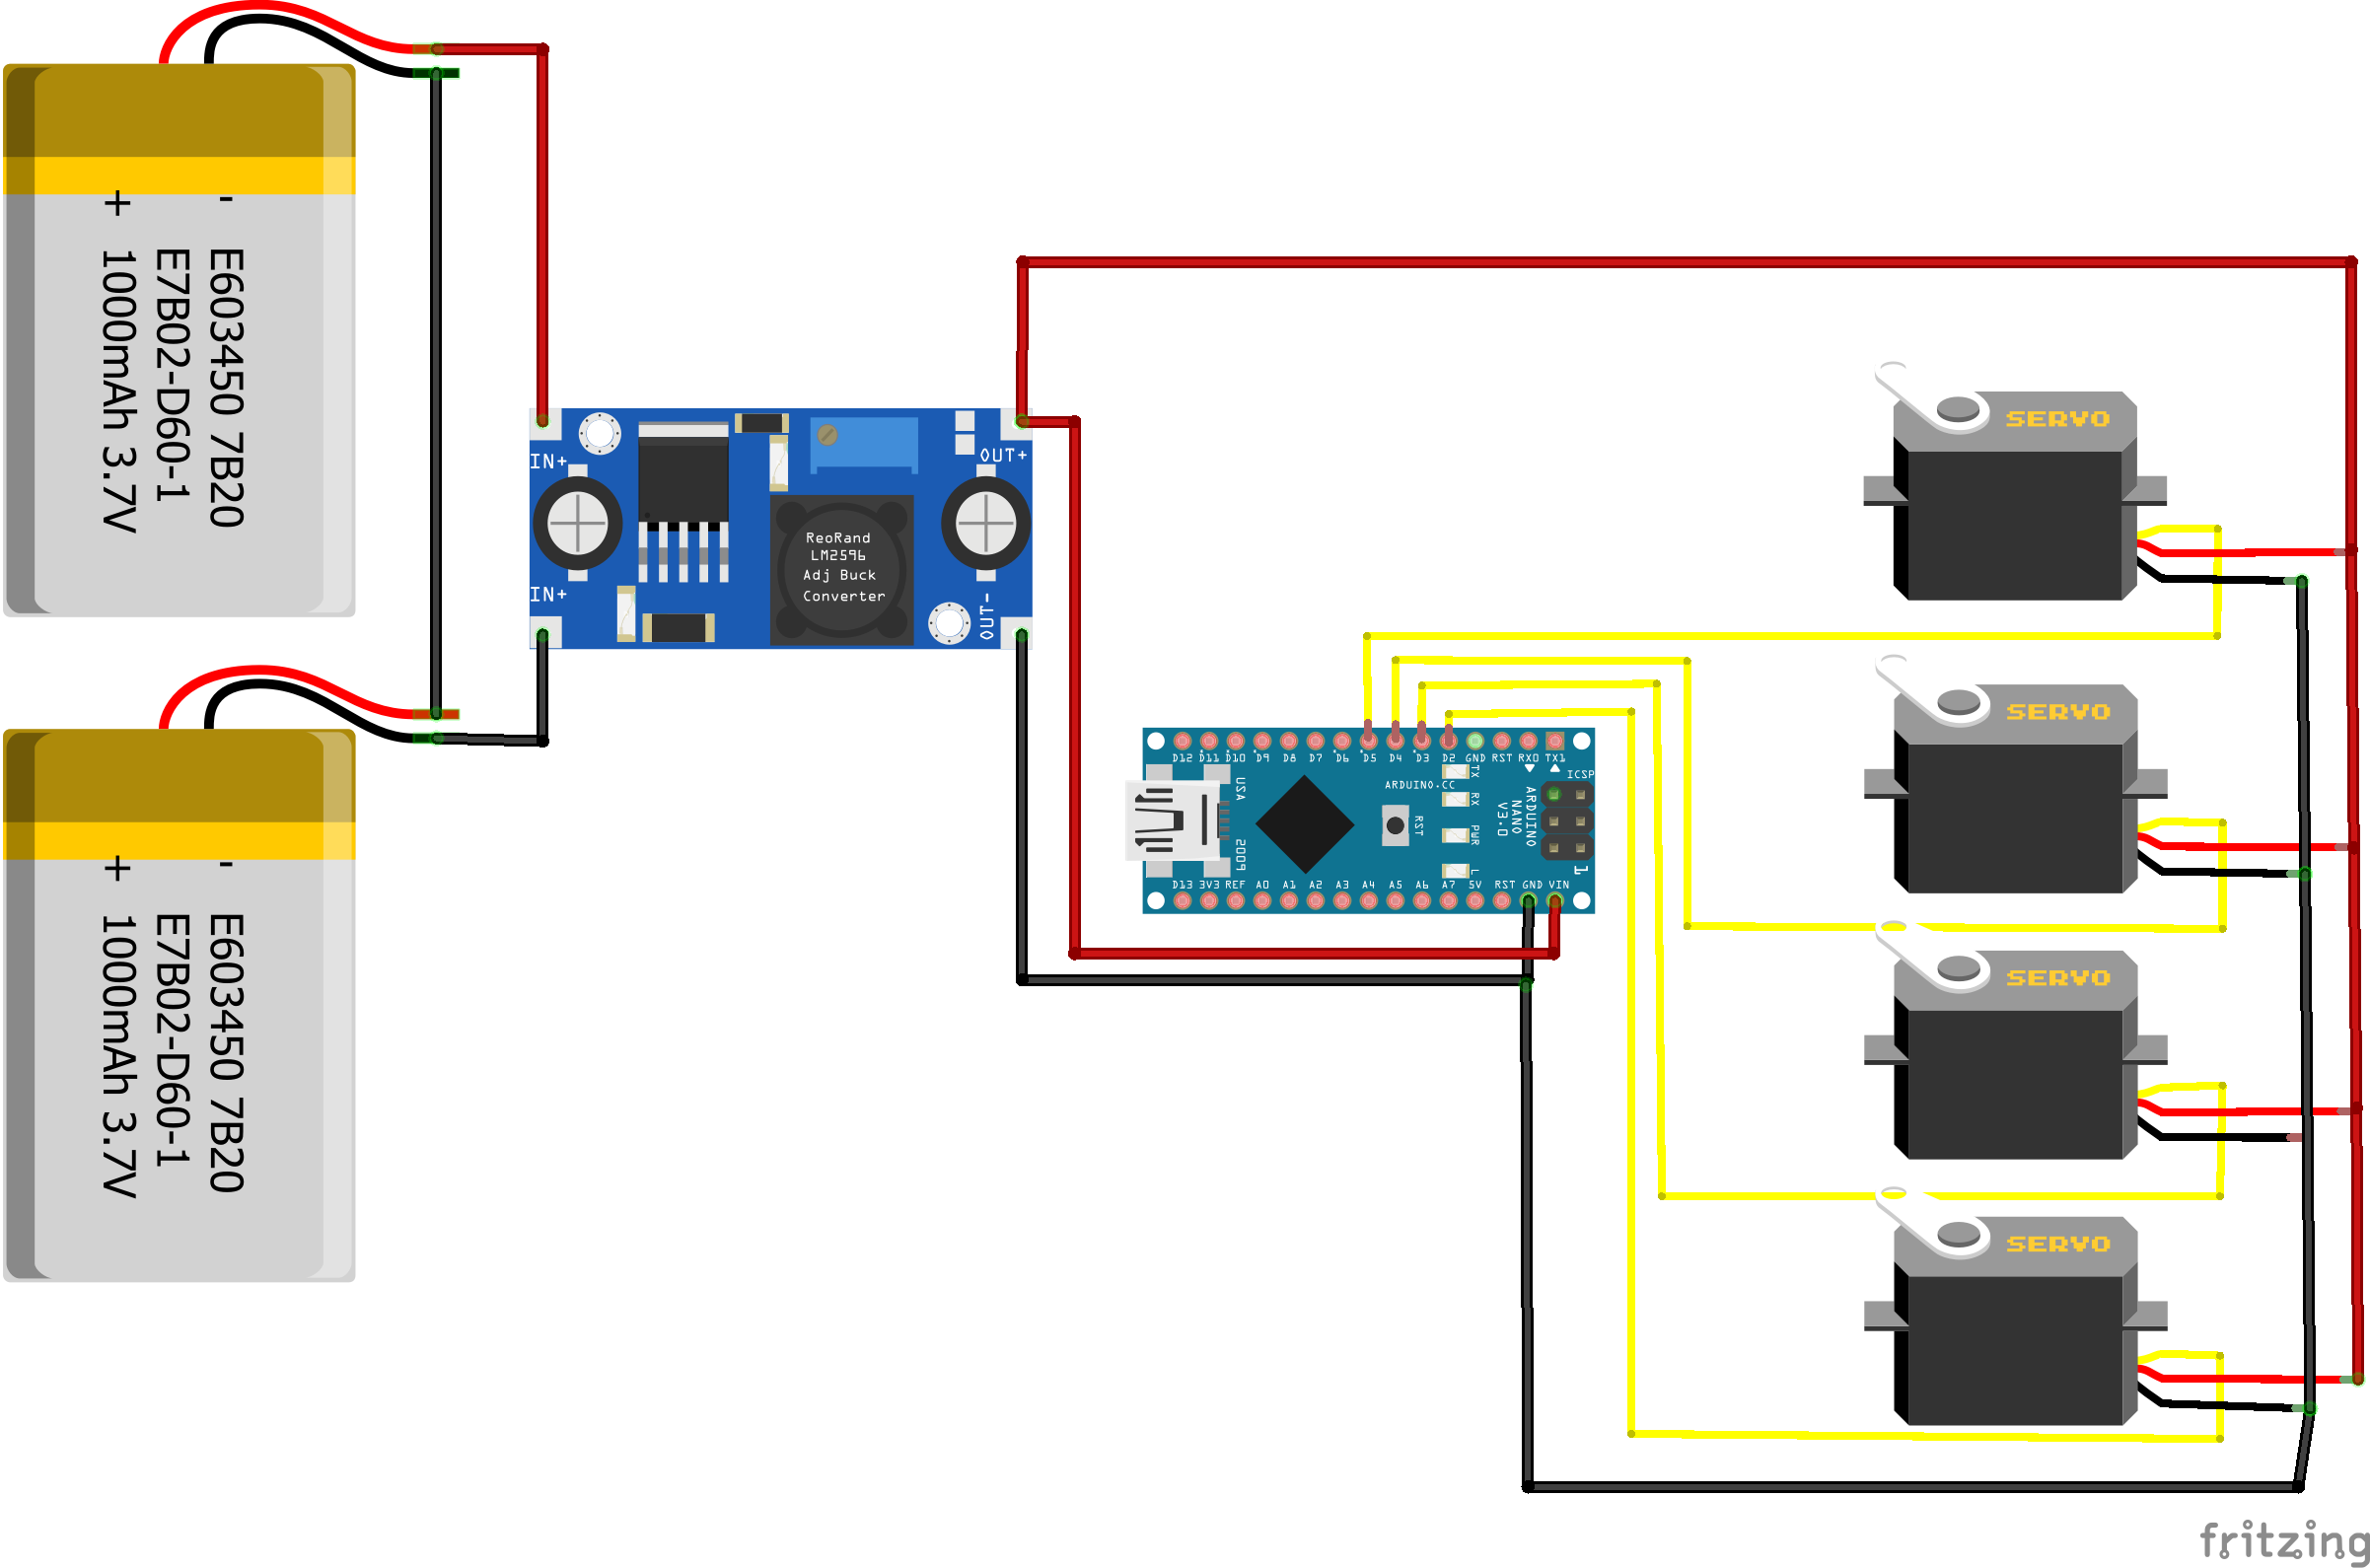 + -
E603450 7B20
E7B02-D60-1
1000mAh 3.7V
+ -
E603450 7B20
E7B02-D60-1
1000mAh 3.7V
IN+
OUT+
ReoRand
LM2596
Adj Buck
Converter
IN+
OUT-
D12 D11 D10 D9 D8 D7 D6 D5 D4 D3 D2 GND RST RX0 TX1
ICSP
TX
RX
PWR
L
ARDUINO.CC
RST
USA
2009
ARDUINO
NANO
V3.0
1
D13 3V3 REF A0 A1 A2 A3 A4 A5 A6 A7 5V RST GND VIN
SERVO
SERVO
SERVO
SERVO
fritzing